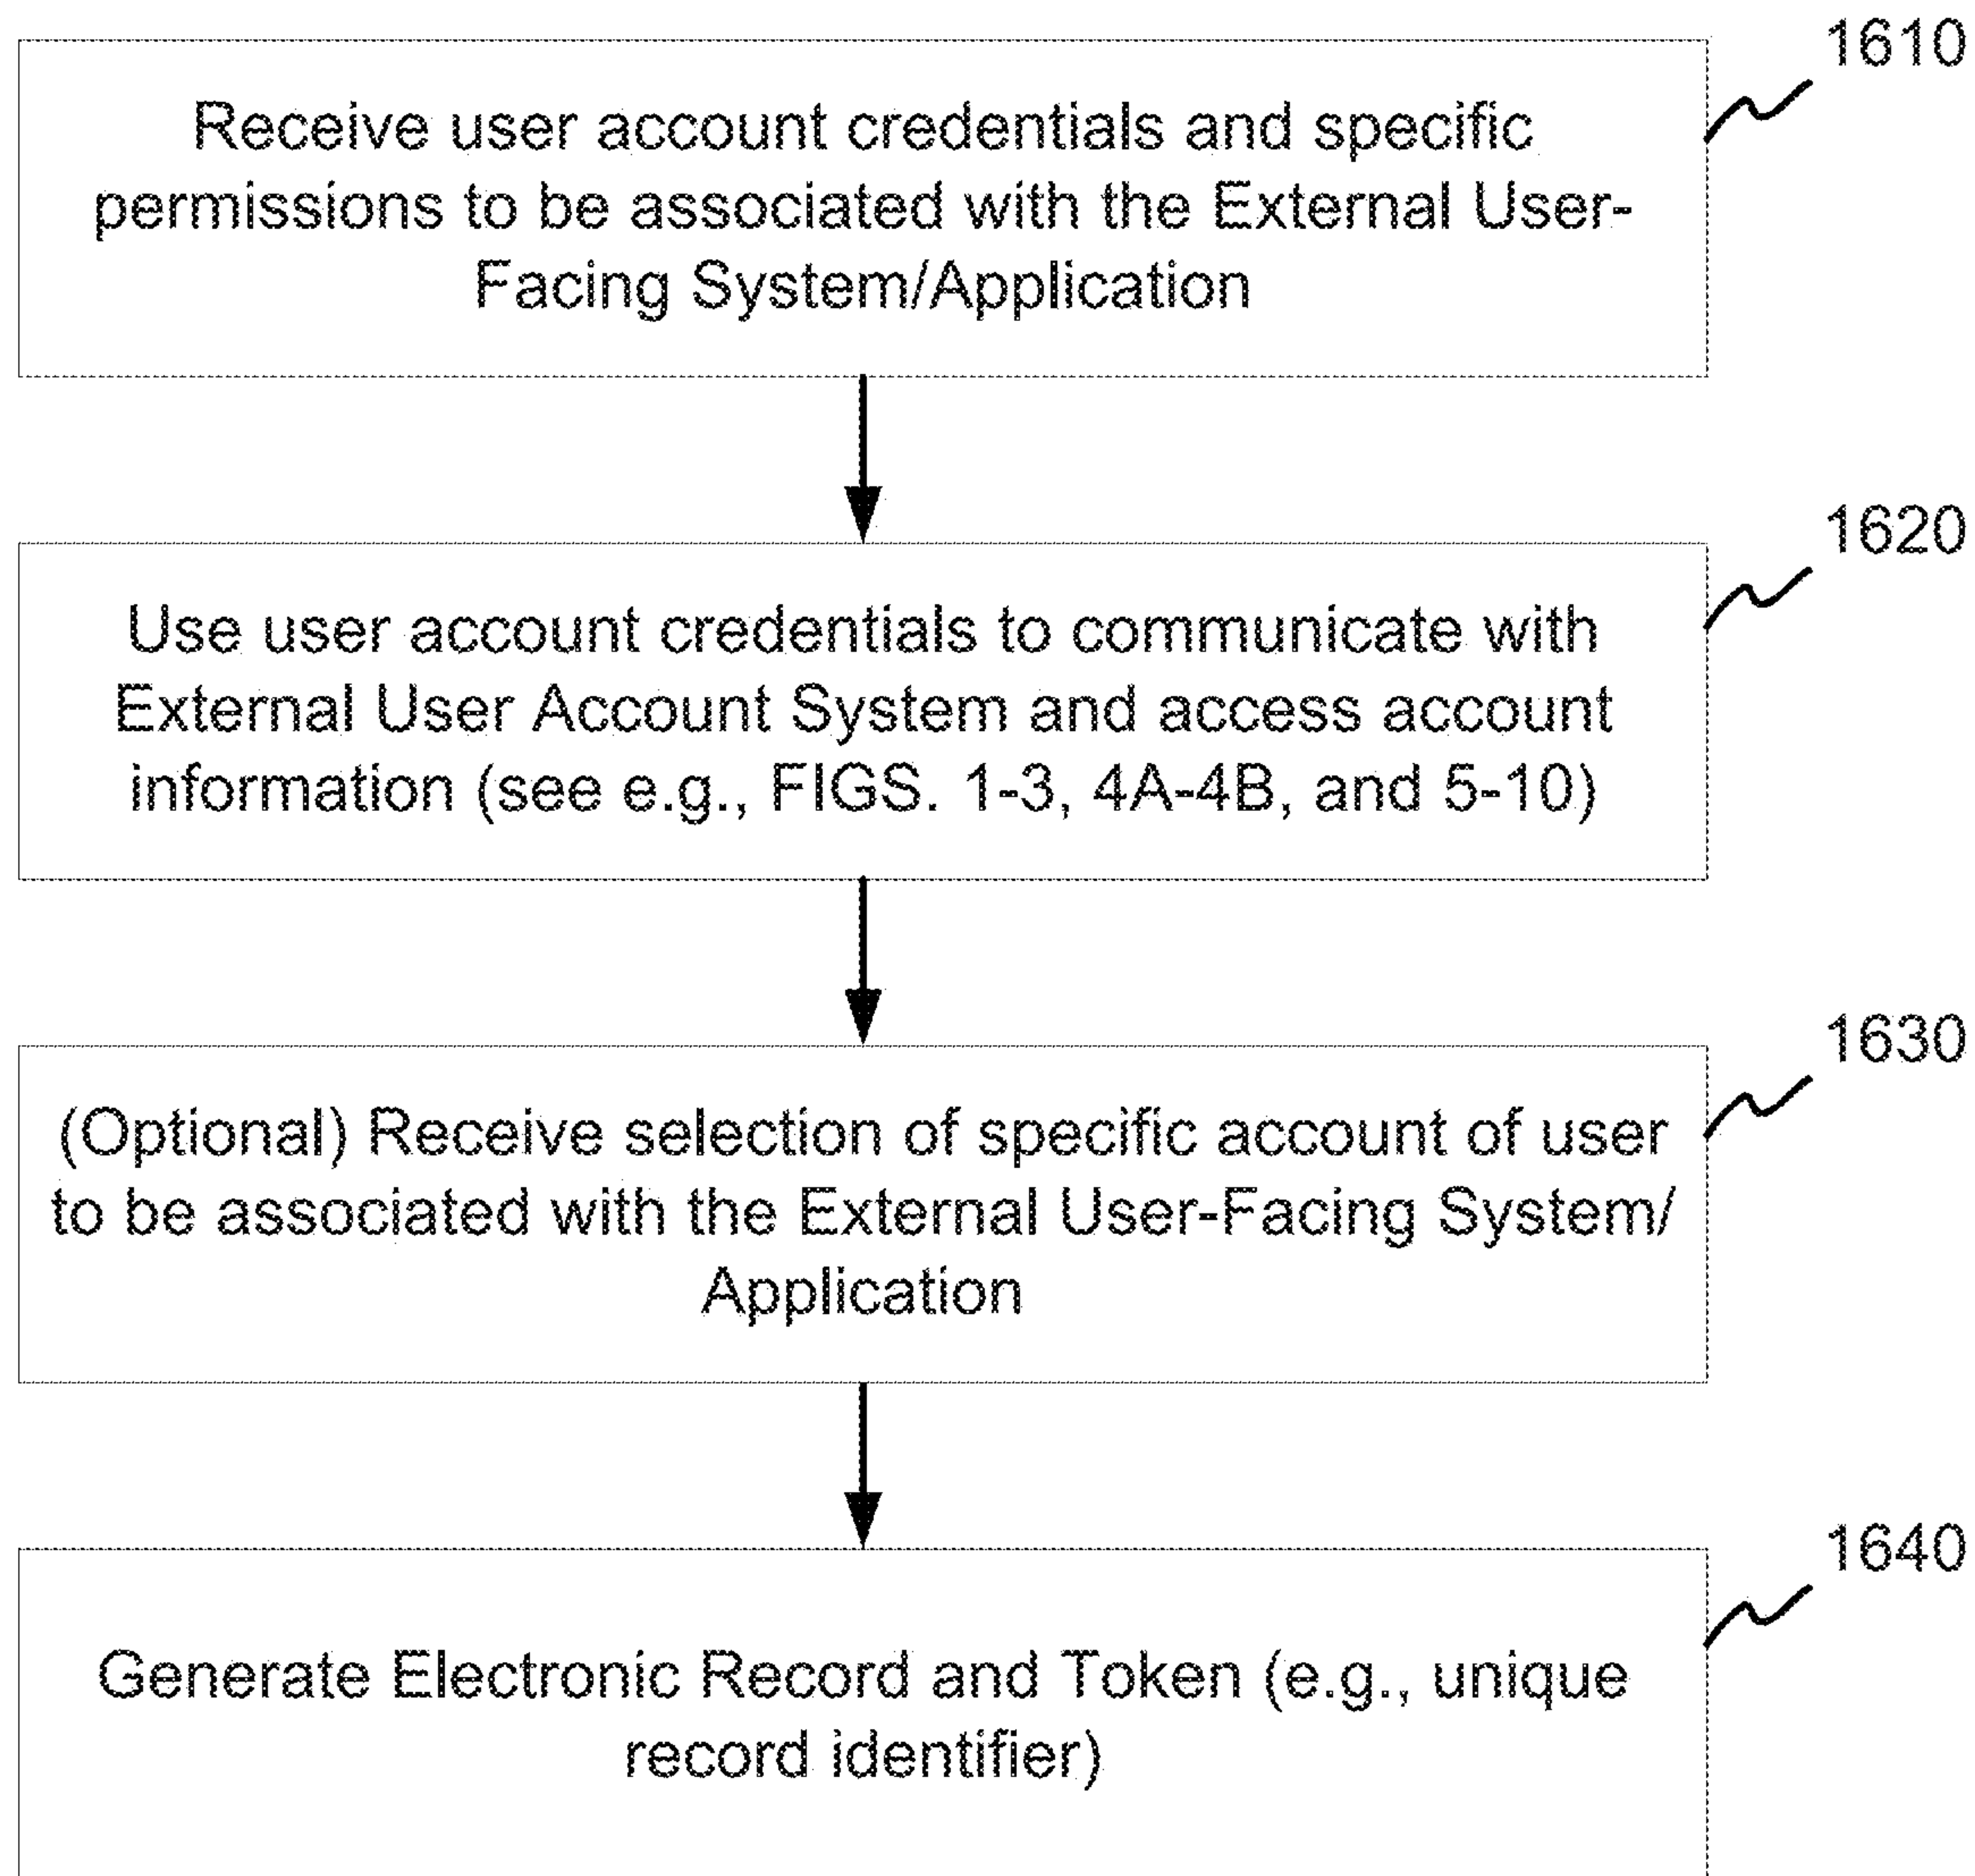 1610
Receive user account credentials and specific
permissions to be associated with the External User-
Facing System/Application
1620
Use user account credentials to communicate with
External User Account System and access account
information (see e.g., FIGS. 1-3, 4A-4B, and 5-10)
1630
(Optional) Receive selection of specific account of user
to be associated with the External User-Facing System/
Application
1640
Generate Electronic Record and Token (e.g., unique
record identifier)